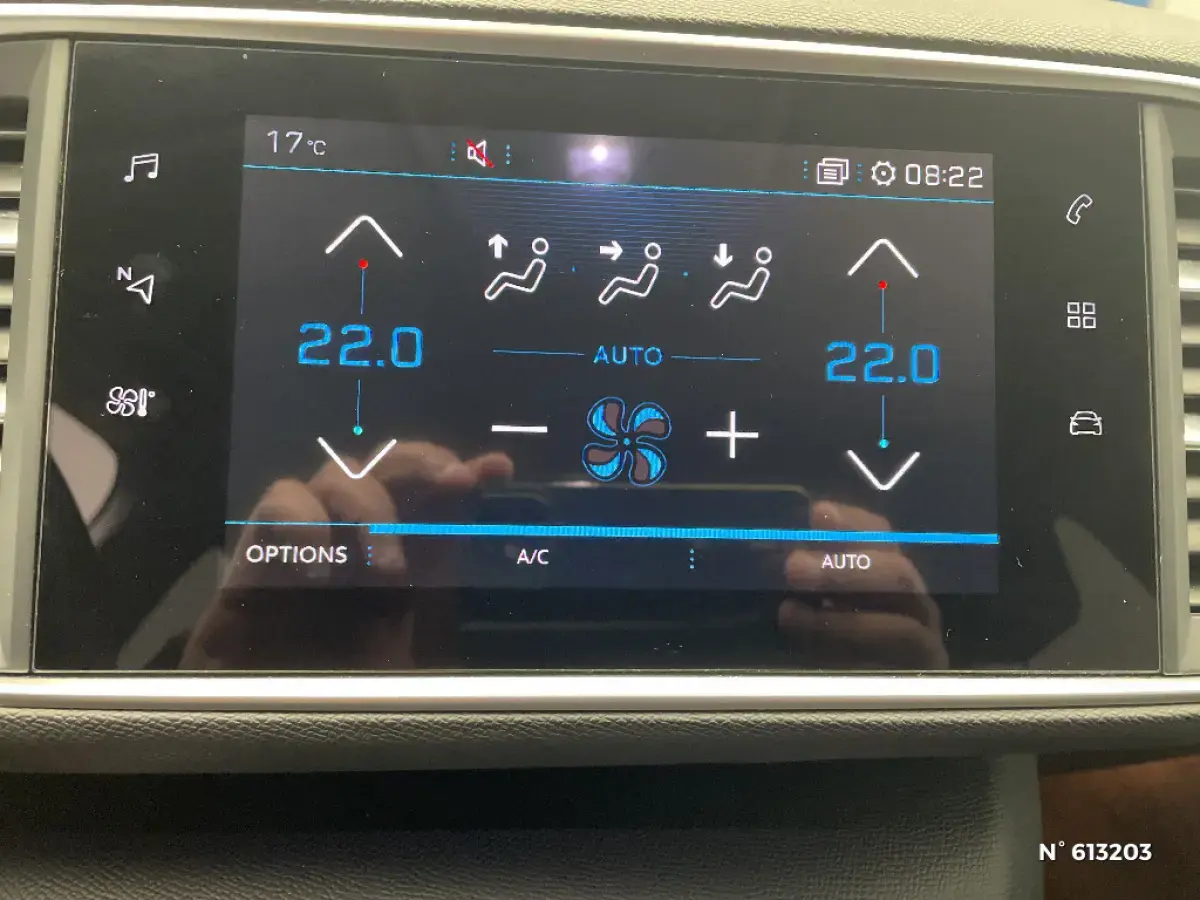 17°C
08:22
N
22.0
AUTO
22.0
OPTIONS
A/C
AUTO
N° 613203